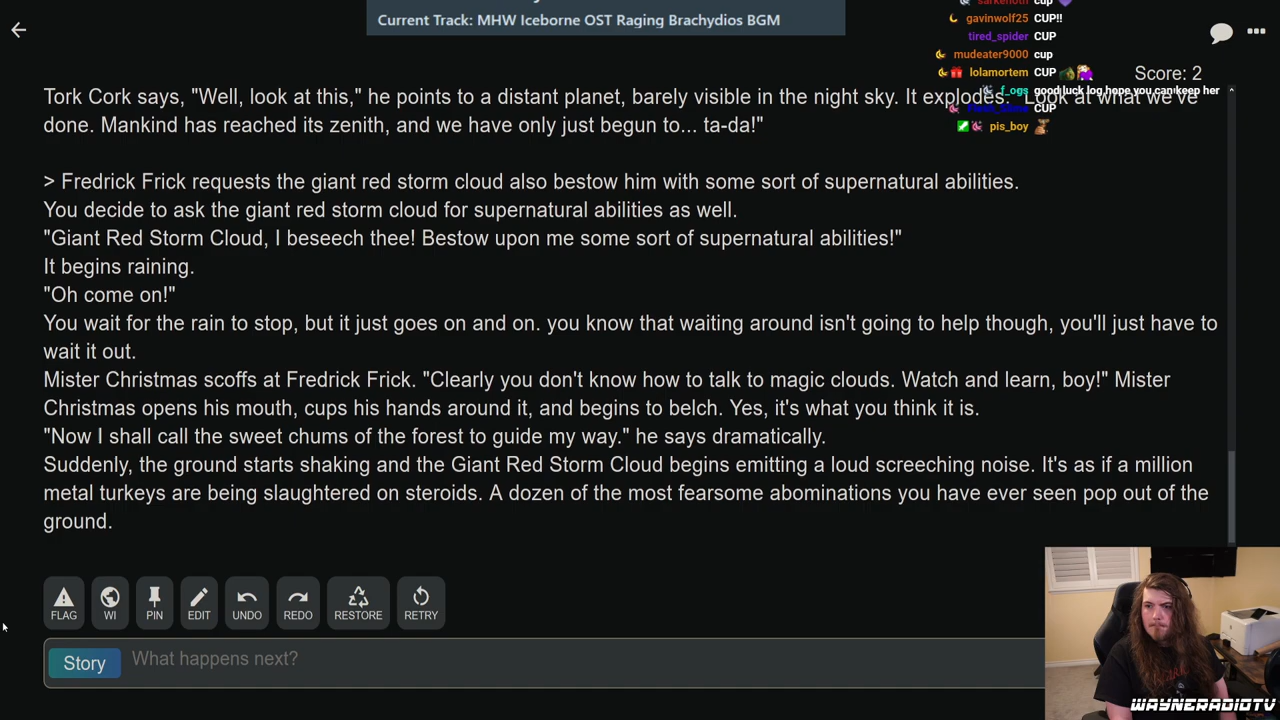 Current Track: MHW Iceborne OST Raging Brachydios BGM
cup
gavinwolf25 CUP!!
tired_spider CUP
mudeater9000 cup
lolamortem CUP
f_ogs good luck log hope you can keep her
CUP
pis_boy
Score: 2
Tork Cork says, "Well, look at this," he points to a distant planet, barely visible in the night sky. It explodes. "Look at what we've
done. Mankind has reached its zenith, and we have only just begun to... ta-da!"
> Fredrick Frick requests the giant red storm cloud also bestow him with some sort of supernatural abilities.
You decide to ask the giant red storm cloud for supernatural abilities as well.
"Giant Red Storm Cloud, I beseech thee! Bestow upon me some sort of supernatural abilities!"
It begins raining.
"Oh come on!"
You wait for the rain to stop, but it just goes on and on. you know that waiting around isn't going to help though, you'll just have to
wait it out.
Mister Christmas scoffs at Fredrick Frick. "Clearly you don't know how to talk to magic clouds. Watch and learn, boy!" Mister
Christmas opens his mouth, cups his hands around it, and begins to belch. Yes, it's what you think it is.
"Now I shall call the sweet chums of the forest to guide my way." he says dramatically.
Suddenly, the ground starts shaking and the Giant Red Storm Cloud begins emitting a loud screeching noise. It's as if a million
metal turkeys are being slaughtered on steroids. A dozen of the most fearsome abominations you have ever seen pop out of the
ground.
FLAG WI PIN EDIT UNDO REDO RESTORE RETRY
Story What happens next?
WAYNERADIOTV